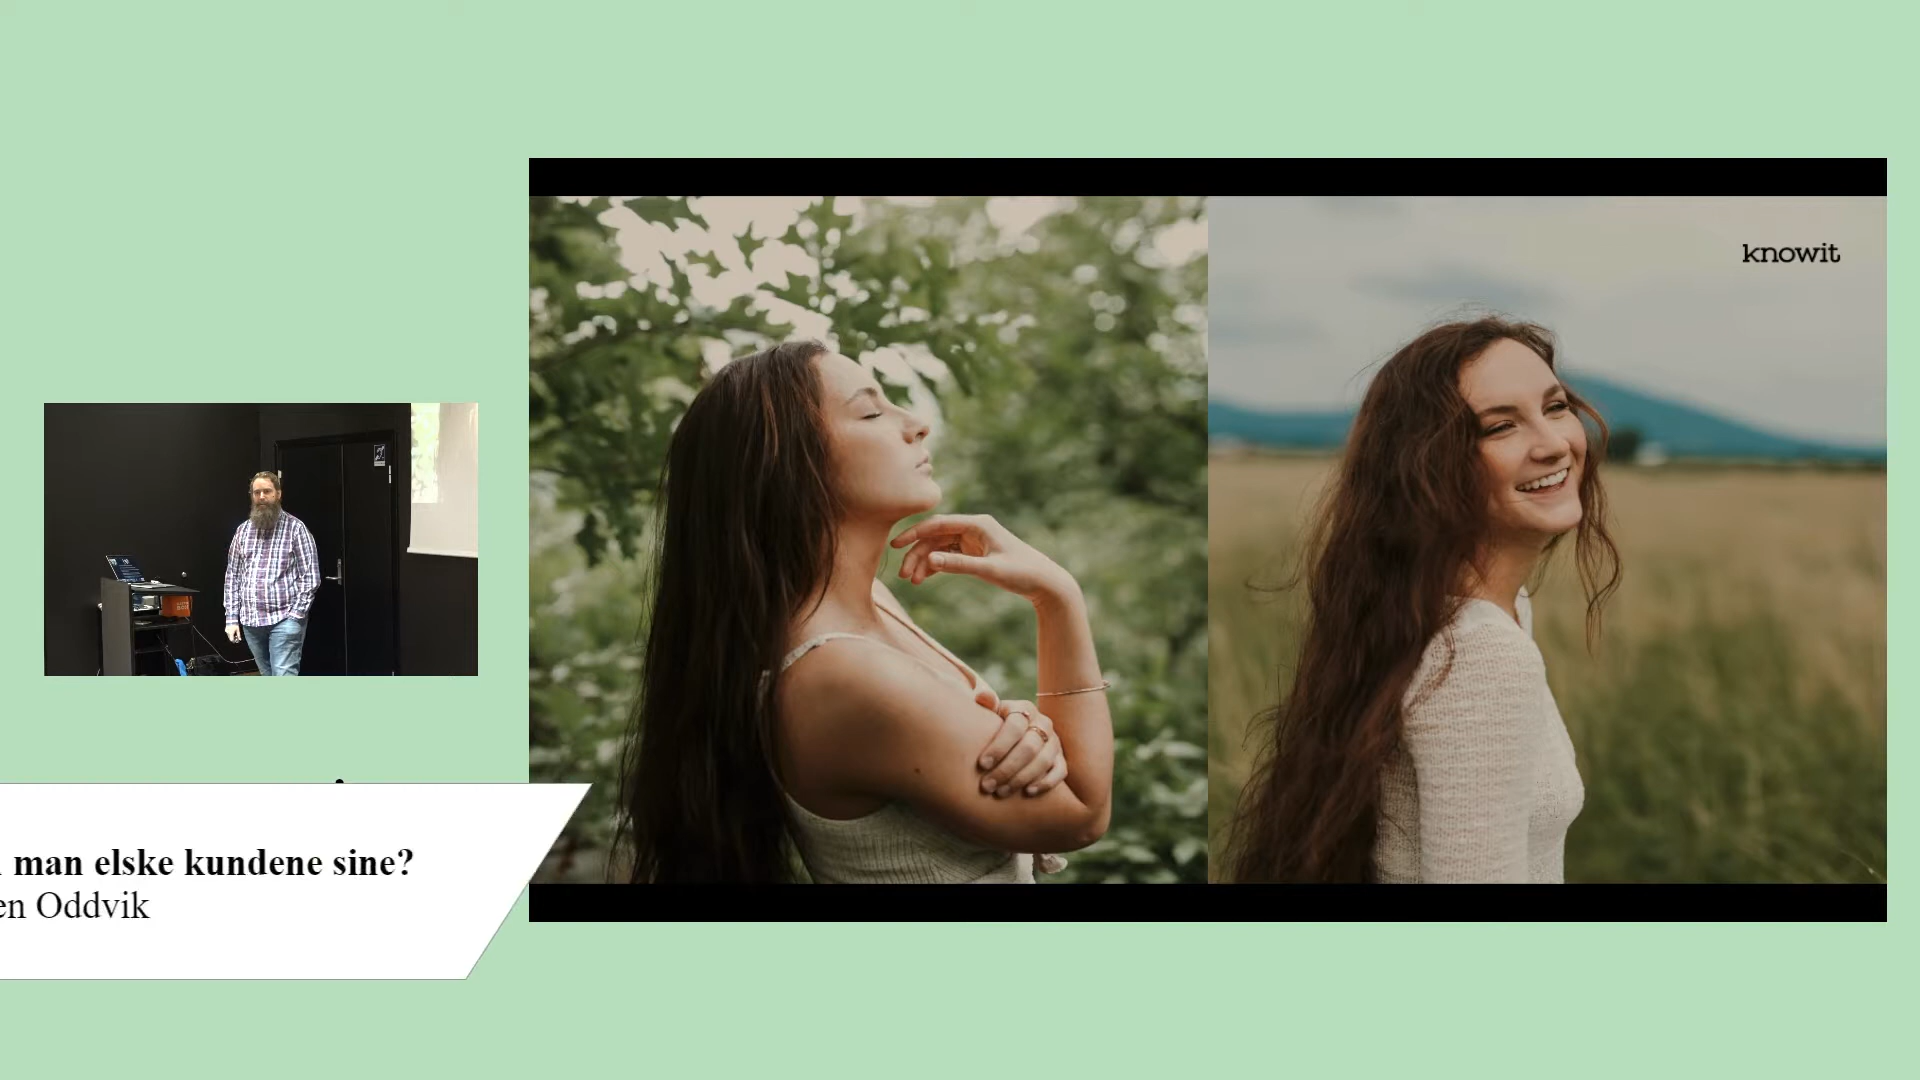 knowit
man elske kundene sine?
en Oddvik